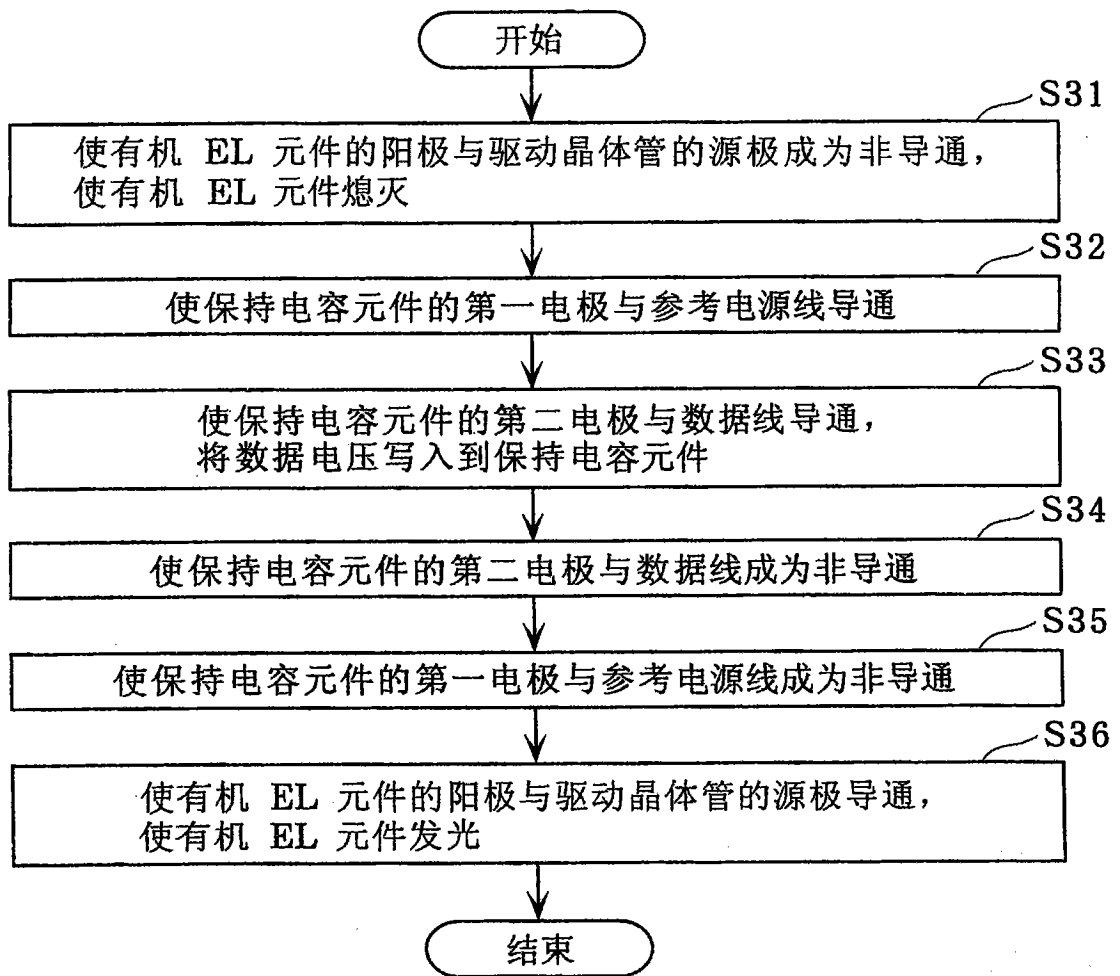 开始
S31
使有机 EL 元件的阳极与驱动晶体管的源极成为非导通，
使有机 EL 元件熄灭
S32
使保持电容元件的第一电极与参考电源线导通
S33
使保持电容元件的第二电极与数据线导通，
将数据电压写入到保持电容元件
S34
使保持电容元件的第二电极与数据线成为非导通
S35
使保持电容元件的第一电极与参考电源线成为非导通
S36
使有机 EL 元件的阳极与驱动晶体管的源极导通，
使有机 EL 元件发光
结束